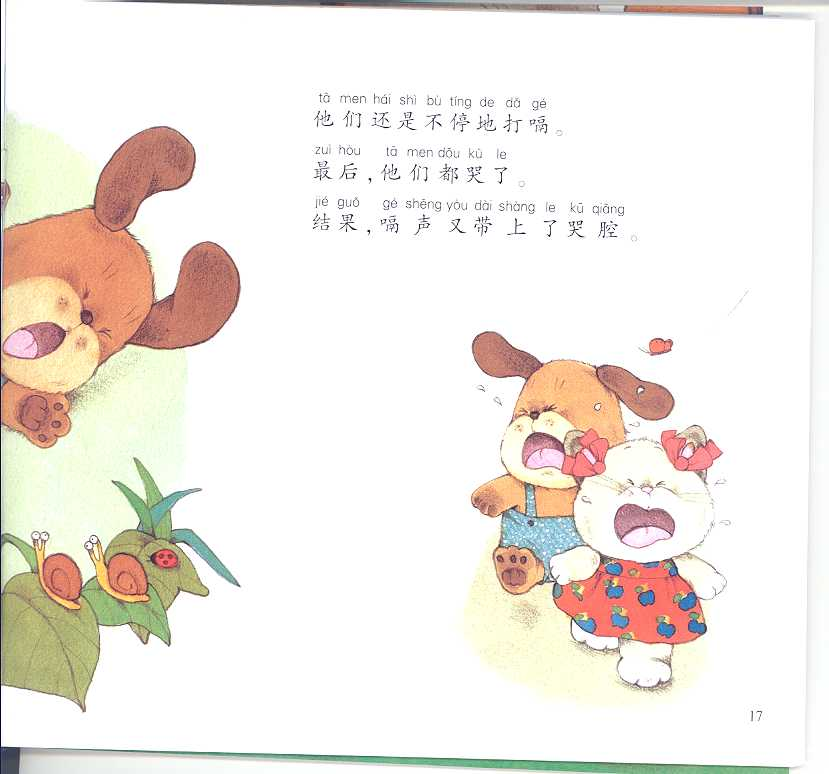 tā men hái shì bù tíng de dǎ gé
他们还是不停地打嗝。
zuì hòu tā men dōu kū le
最后,他们都哭了。
jié guǒ gé shēng yòu dài shàng le kū qiāng
结果,嗝声又带上了哭腔。
17